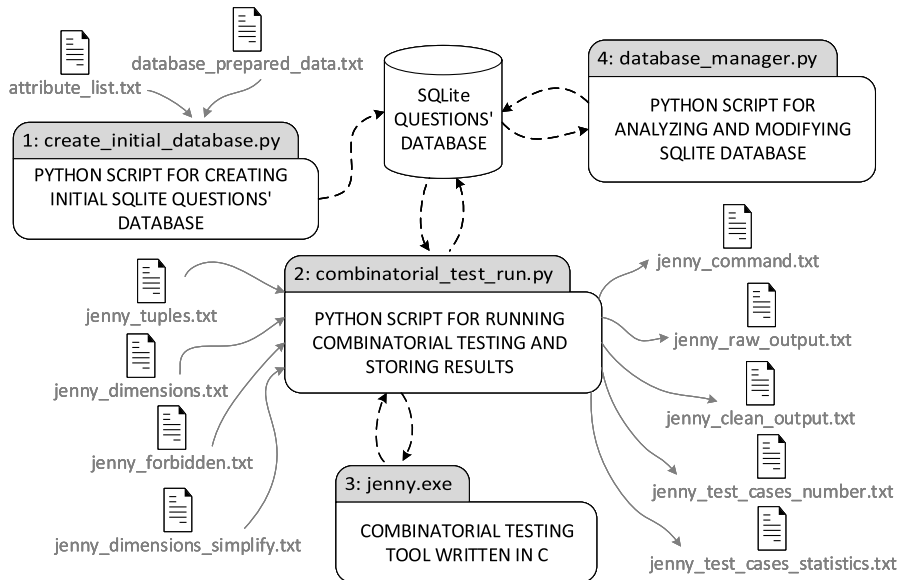 database_prepared_data.txt
attribute_list.txt
1: create_initial_database.py
PYTHON SCRIPT FOR CREATING
INITIAL SQLITE QUESTIONS'
DATABASE
SQLite
QUESTIONS'
DATABASE
4: database_manager.py
PYTHON SCRIPT FOR
ANALYZING AND MODIFYING
SQLITE DATABASE
jenny_tuples.txt
jenny_dimensions.txt
jenny_forbidden.txt
jenny_dimensions_simplify.txt
2: combinatorial_test_run.py
PYTHON SCRIPT FOR RUNNING
COMBINATORIAL TESTING AND
STORING RESULTS
jenny_command.txt
jenny_raw_output.txt
jenny_clean_output.txt
jenny_test_cases_number.txt
jenny_test_cases_statistics.txt
3: jenny.exe
COMBINATORIAL TESTING
TOOL WRITTEN IN C